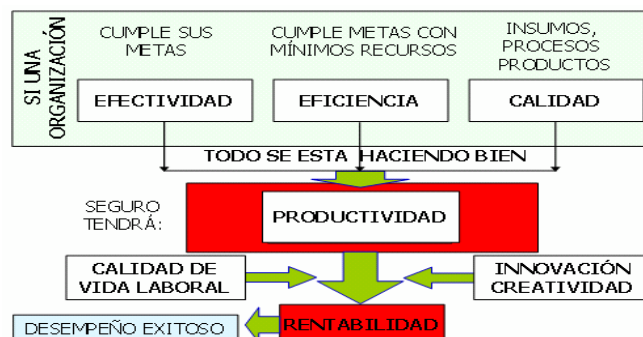 SI UNA
ORGANIZACIÓN
CUMPLE SUS
METAS
CUMPLE METAS CON
MÍNIMOS RECURSOS
INSUMOS,
PROCESOS
PRODUCTOS
EFECTIVIDAD
EFICIENCIA
CALIDAD
TODO SE ESTA HACIENDO BIEN
SEGURO
TENDRÁ:
PRODUCTIVIDAD
CALIDAD DE
VIDA LABORAL
INNOVACIÓN
CREATIVIDAD
DESEMPEÑO EXITOSO
RENTABILIDAD